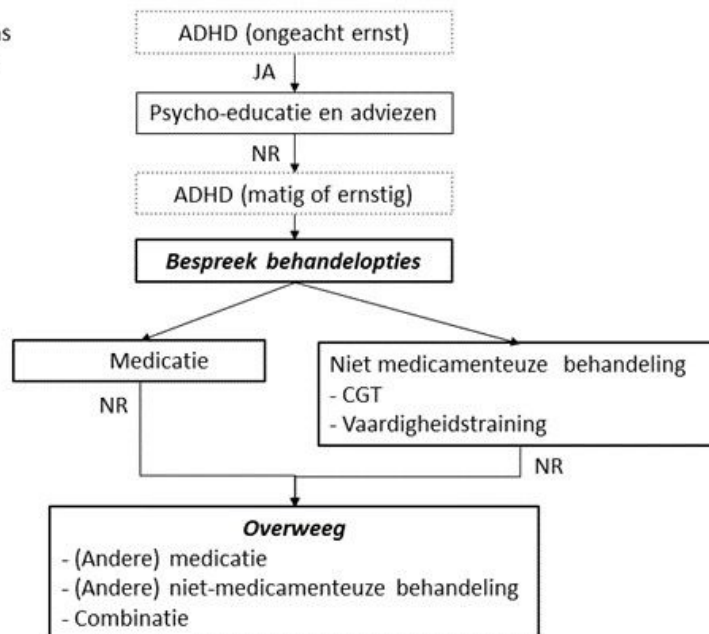 ADHD (ongeacht ernst)
JA
Psycho-educatie en adviezen
NR
ADHD (matig of ernstig)
Bespreek behandelopties
Medicatie
NR
Niet medicamenteuze behandeling
- CGT
- Vaardigheidstraining
NR
Overweeg
- (Andere) medicatie
- (Andere) niet-medicamenteuze behandeling
- Combinatie